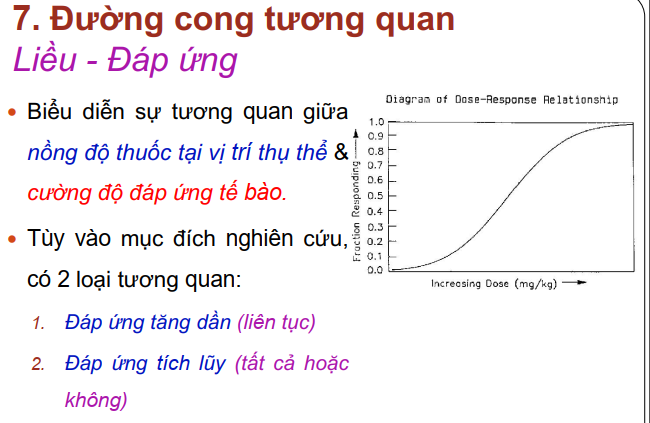 7. Đường cong tương quan
Liều - Đáp ứng
• Biểu diễn sự tương quan giữa
nồng độ thuốc tại vị trí thụ thể &
cường độ đáp ứng tế bào.
• Tùy vào mục đích nghiên cứu,
có 2 loại tương quan:
1. Đáp ứng tăng dần (liên tục)
2. Đáp ứng tích lũy (tất cả hoặc
không)
Diagram of Dose-Response Relationship
Fraction Responding
1.0
0.9
0.8
0.7
0.6
0.5
0.4
0.3
0.2
0.1
0.0
Increasing Dose (mg/kg)